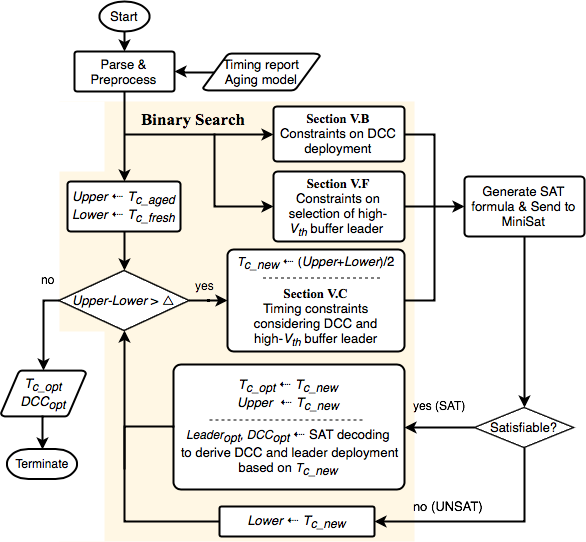 Start
Parse &
Preprocess
Timing report
Aging model
Binary Search
Section V.B
Constraints on DCC
deployment
Upper ⇠ Tc_aged
Lower ⇠ Tc_fresh
Section V.F
Constraints on
selection of high-
Vth buffer leader
Generate SAT
formula & Send to
MiniSat
no
Upper-Lower > △
yes
Tc_new ⇠ (Upper+Lower)/2
Section V.C
Timing constraints
considering DCC and
high-Vth buffer leader
Tc_opt
DCCopt
Terminate
Tc_opt ⇠ Tc_new
Upper ⇠ Tc_new
Leaderopt, DCCopt ⇠ SAT decoding
to derive DCC and leader deployment
based on Tc_new
yes (SAT)
Satisfiable?
no (UNSAT)
Lower ⇠ Tc_new